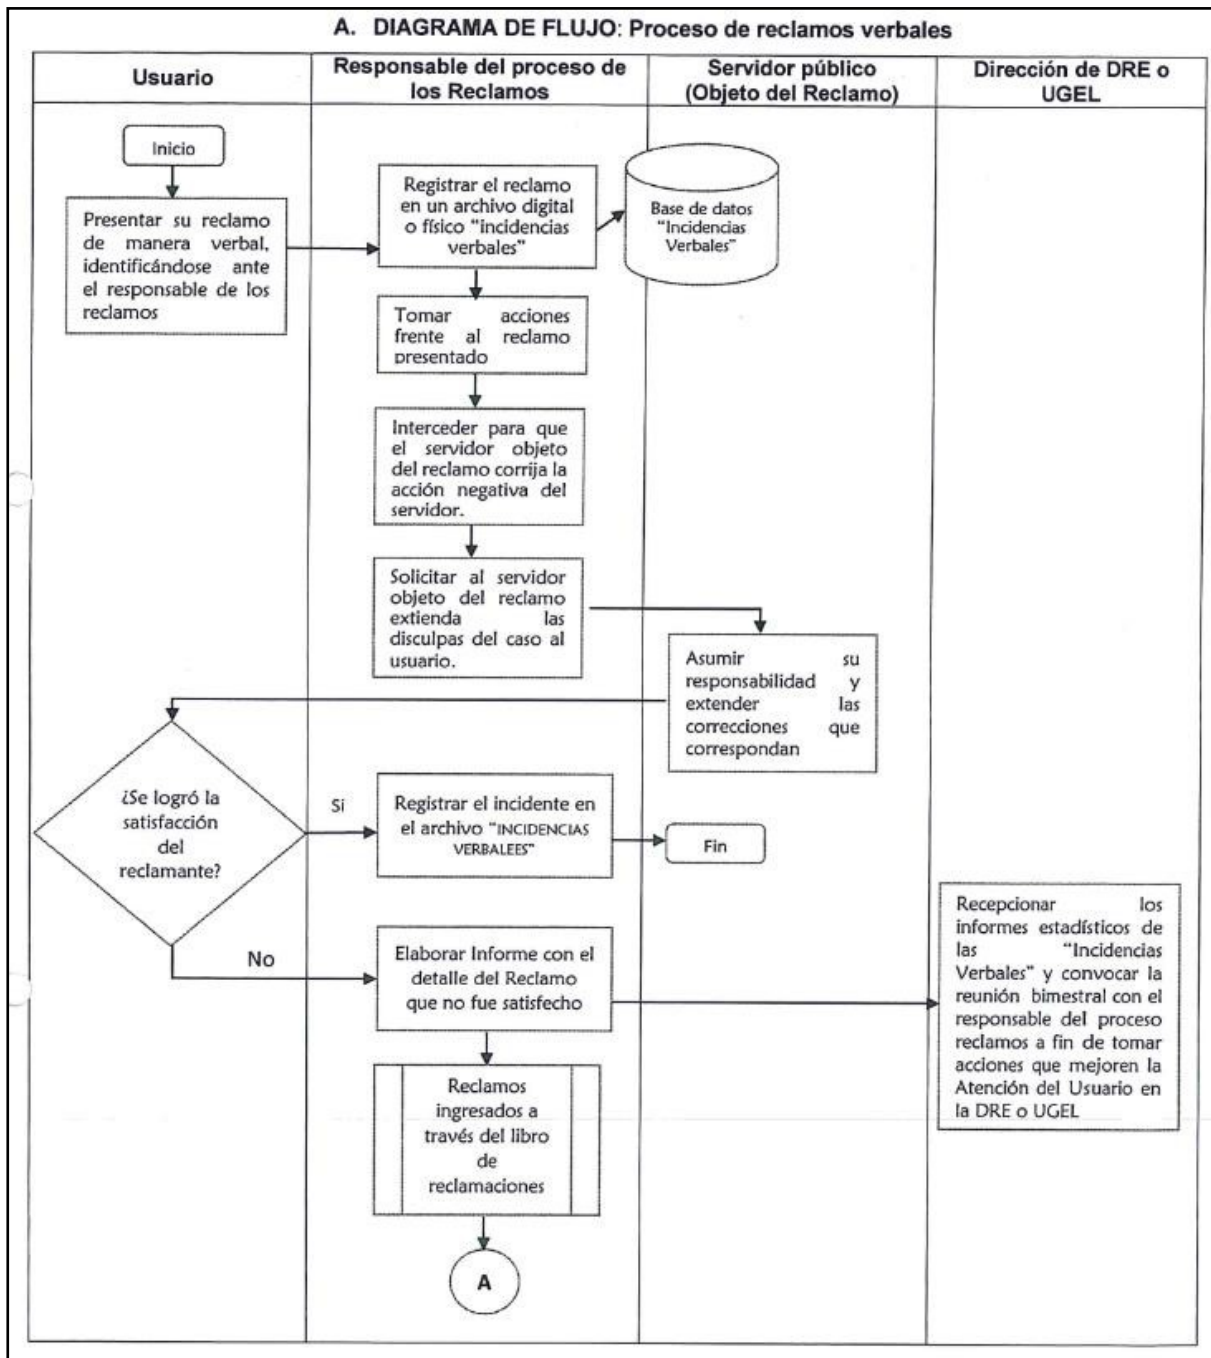 A. DIAGRAMA DE FLUJO: Proceso de reclamos verbales
Usuario
Responsable del proceso de
los Reclamos
Servidor público
(Objeto del Reclamo)
Dirección de DRE o
UGEL
Inicio
Presentar su reclamo
de manera verbal,
identificándose ante
el responsable de los
reclamos
Registrar el reclamo
en un archivo digital
o físico "incidencias
verbales"
Base de datos
"Incidencias
Verbales"
Tomar acciones
frente al reclamo
presentado
Interceder para que
el servidor objeto
del reclamo corrija la
acción negativa del
servidor.
Solicitar al servidor
objeto del reclamo
extienda las
disculpas del caso al
usuario.
Asumir su
responsabilidad y
extender las
correcciones que
correspondan
¿Se logró la
satisfacción
del
reclamante?
Si
Registrar el incidente en
el archivo "INCIDENCIAS
VERBALEES"
Fin
No
Elaborar Informe con el
detalle del Reclamo
que no fue satisfecho
Recepcionar los
informes estadísticos de
las "Incidencias
Verbales" y convocar la
reunión bimestral con el
responsable del proceso
reclamos a fin de tomar
acciones que mejoren la
Atención del Usuario en
la DRE o UGEL
Reclamos
ingresados a
través del libro
de
reclamaciones
A